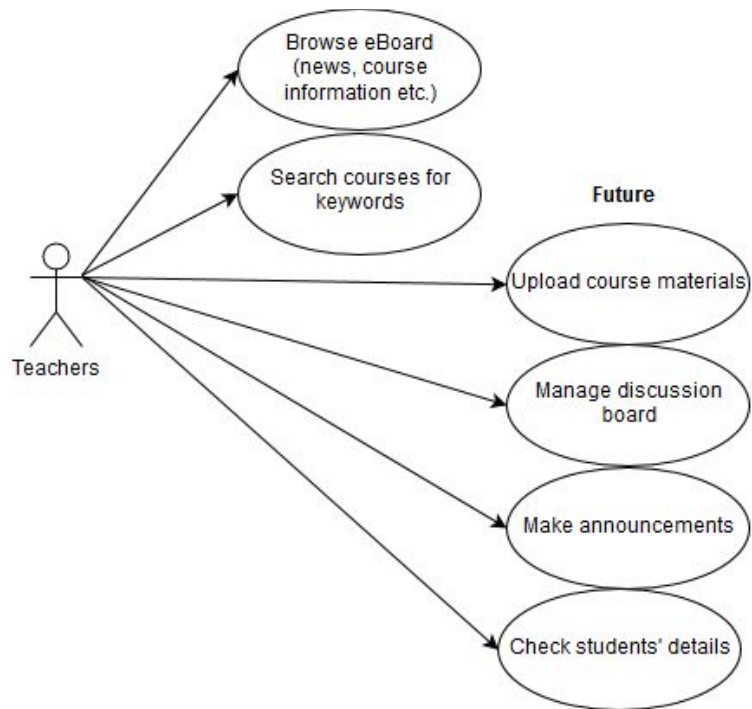 Browse eBoard
(news, course
information etc.)
Search courses for
keywords
Future
Upload course materials
Teachers
Manage discussion
board
Make announcements
Check students' details